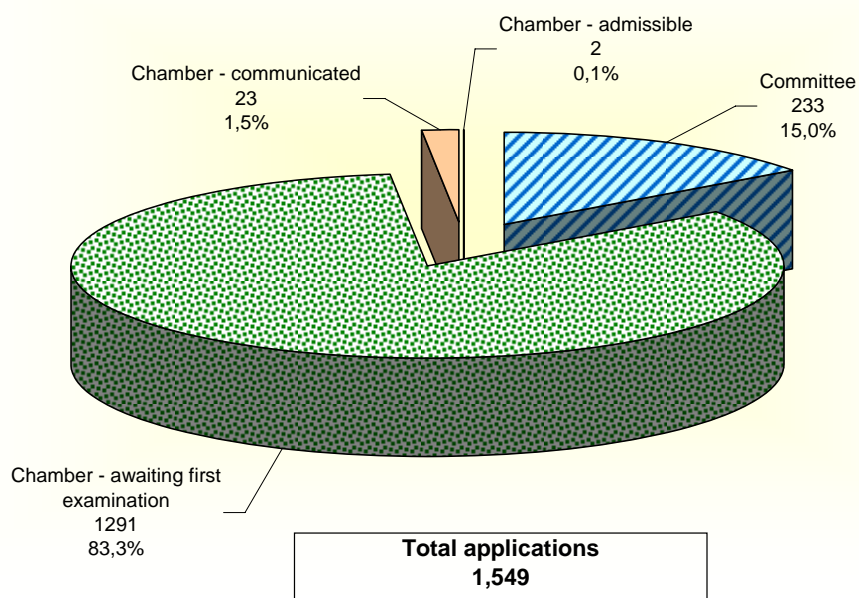 Chamber - admissible
2
0,1%
Chamber - communicated
23
1,5%
Committee
233
15,0%
Chamber - awaiting first
examination
1291
83,3%
Total applications
1,549